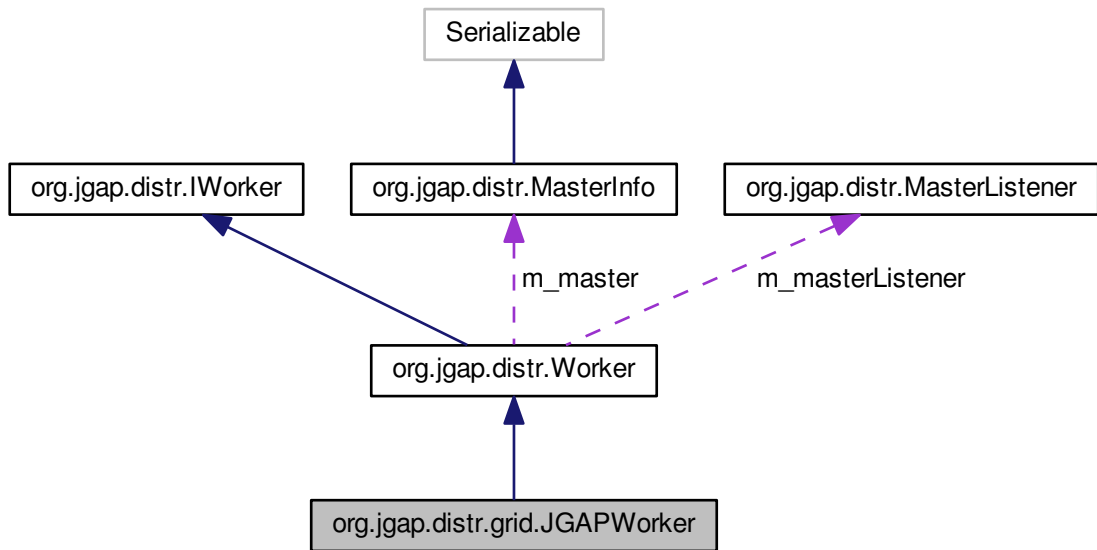 Serializable
org.jgap.distr.IWorker
org.jgap.distr.MasterInfo
org.jgap.distr.MasterListener
m_master
m_masterListener
org.jgap.distr.Worker
org.jgap.distr.grid.JGAPWorker